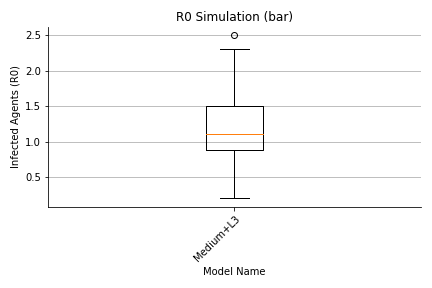 R0 Simulation (bar)
Infected Agents (R0)
2.5
2.0
1.5
1.0
0.5
Medium+L3
Model Name